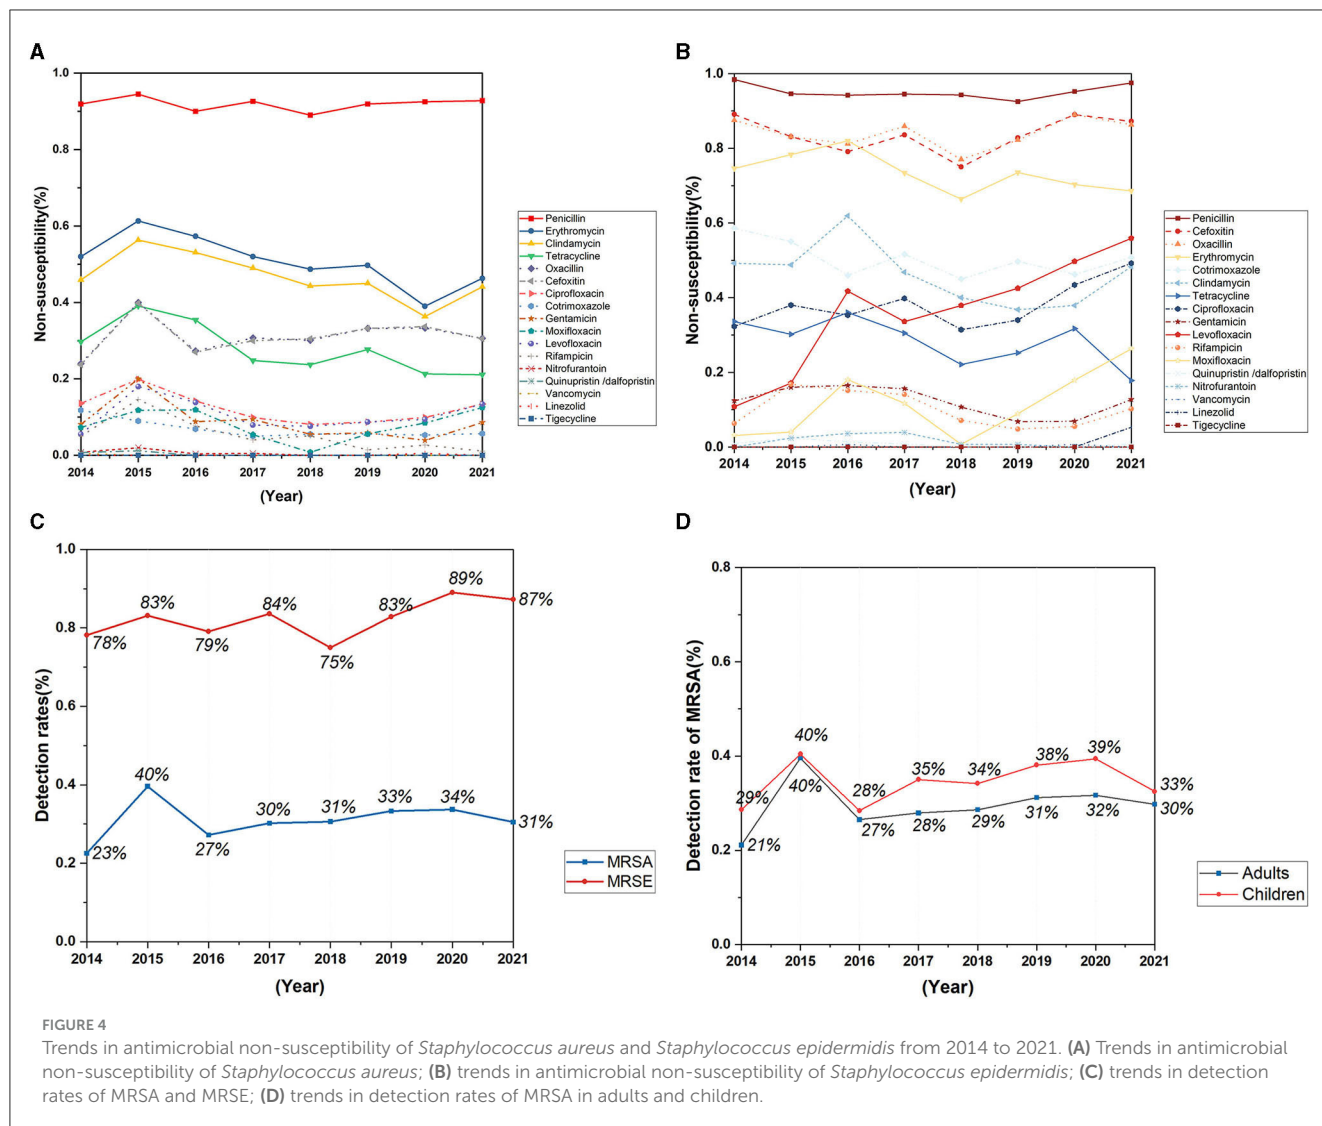 A
Non-susceptibility(%)
1.0
0.8
0.6
0.4
0.2
0.0
2014 2015 2016 2017 2018 2019 2020 2021
(Year)
Penicillin
Erythromycin
Clindamycin
Tetracycline
Oxacillin
Cefoxitin
Ciprofloxacin
Cotrimoxazole
Gentamicin
Moxifloxacin
Levofloxacin
Rifampicin
Nitrofurantoin
Quinupristin /dalfopristin
Vancomycin
Linezolid
Tigecycline
B
Non-susceptibility(%)
1.0
0.8
0.6
0.4
0.2
0.0
2014 2015 2016 2017 2018 2019 2020 2021
(Year)
Penicillin
Cefoxitin
Oxacillin
Erythromycin
Cotrimoxazole
Clindamycin
Tetracycline
Ciprofloxacin
Gentamicin
Levofloxacin
Rifampicin
Moxifloxacin
Quinupristin /dalfopristin
Nitrofurantoin
Vancomycin
Linezolid
Tigecycline
C
Detection rates(%)
1.0
0.8
0.6
0.4
0.2
0.0
78% 83% 79% 84% 75% 83% 89% 87%
23% 40% 27% 30% 31% 33% 34% 31%
2014 2015 2016 2017 2018 2019 2020 2021
(Year)
MRSA
MRSE
D
Detection rate of MRSA(%)
0.8
0.6
0.4
0.2
0.0
29% 40% 28% 35% 34% 38% 39% 33%
21% 40% 27% 28% 29% 31% 32% 30%
2014 2015 2016 2017 2018 2019 2020 2021
(Year)
Adults
Children
FIGURE 4
Trends in antimicrobial non-susceptibility of Staphylococcus aureus and Staphylococcus epidermidis from 2014 to 2021. (A) Trends in antimicrobial
non-susceptibility of Staphylococcus aureus; (B) trends in antimicrobial non-susceptibility of Staphylococcus epidermidis; (C) trends in detection
rates of MRSA and MRSE; (D) trends in detection rates of MRSA in adults and children.